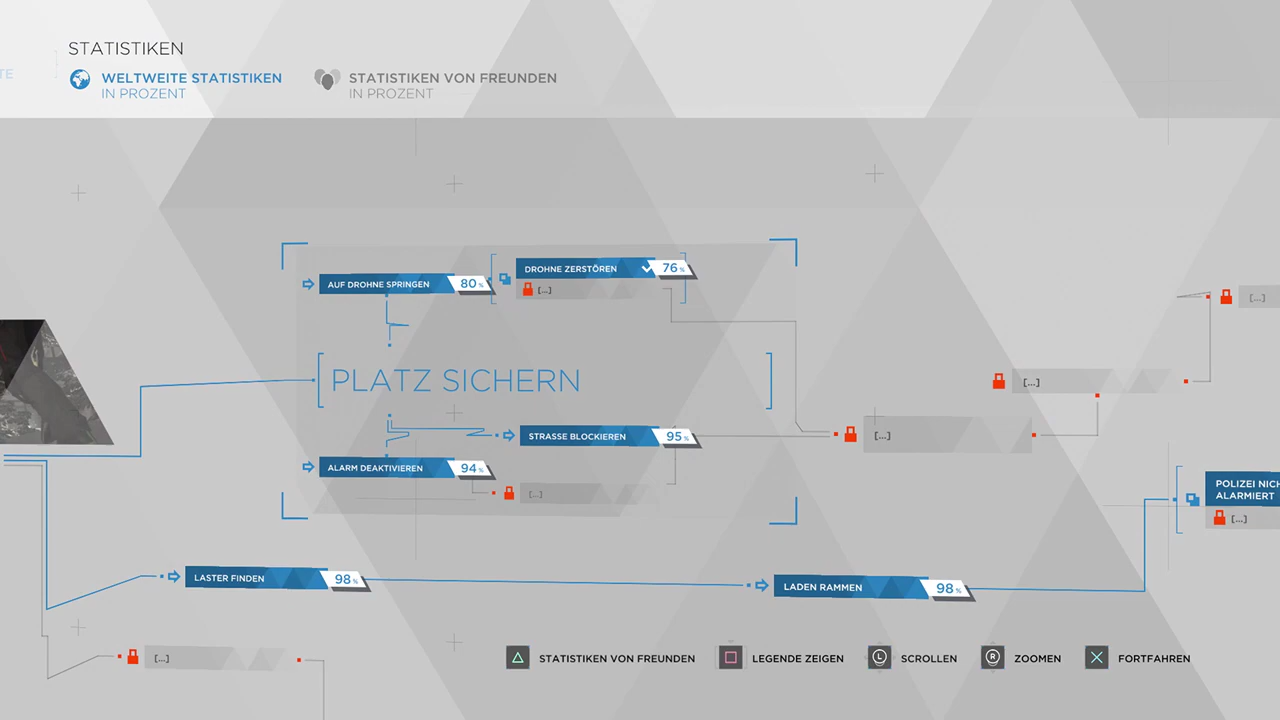 TE
STATISTIKEN
WELTWEITE STATISTIKEN
IN PROZENT
STATISTIKEN VON FREUNDEN
IN PROZENT
AUF DROHNE SPRINGEN 80 %
DROHNE ZERSTÖREN 76 %
[...]
[...]
PLATZ SICHERN
[...]
STRASSE BLOCKIEREN 95 %
[...]
ALARM DEAKTIVIEREN 94 %
[...]
POLIZEI NICH
ALARMIERT
[...]
LASTER FINDEN 98 %
LADEN RAMMEN 98 %
[...]
STATISTIKEN VON FREUNDEN
LEGENDE ZEIGEN
L SCROLLEN
R ZOOMEN
FORTFAHREN